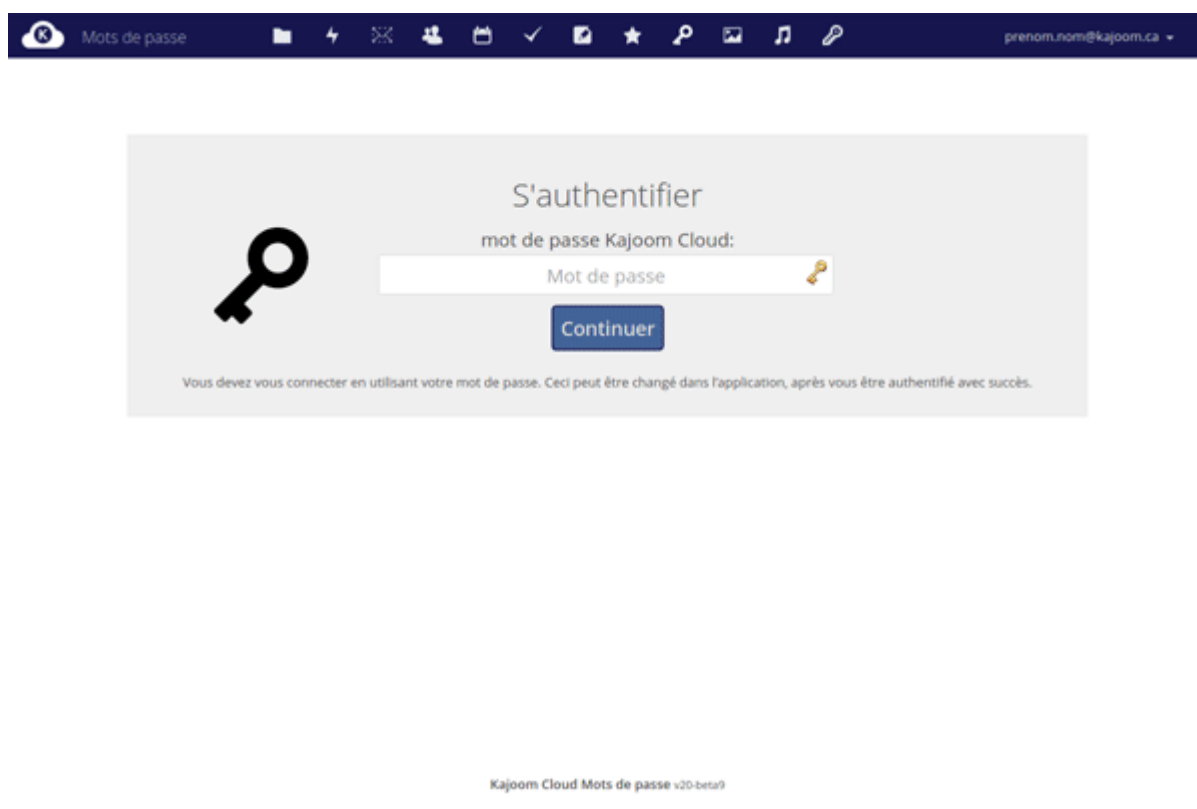 K
Mots de passe
prenom.nom@kajoom.ca
S'authentifier
mot de passe Kajoom Cloud:
Mot de passe
Continuer
Vous devez vous connecter en utilisant votre mot de passe. Ceci peut être changé dans l'application, après vous être authentifié avec succès.
Kajoom Cloud Mots de passe v20-beta9